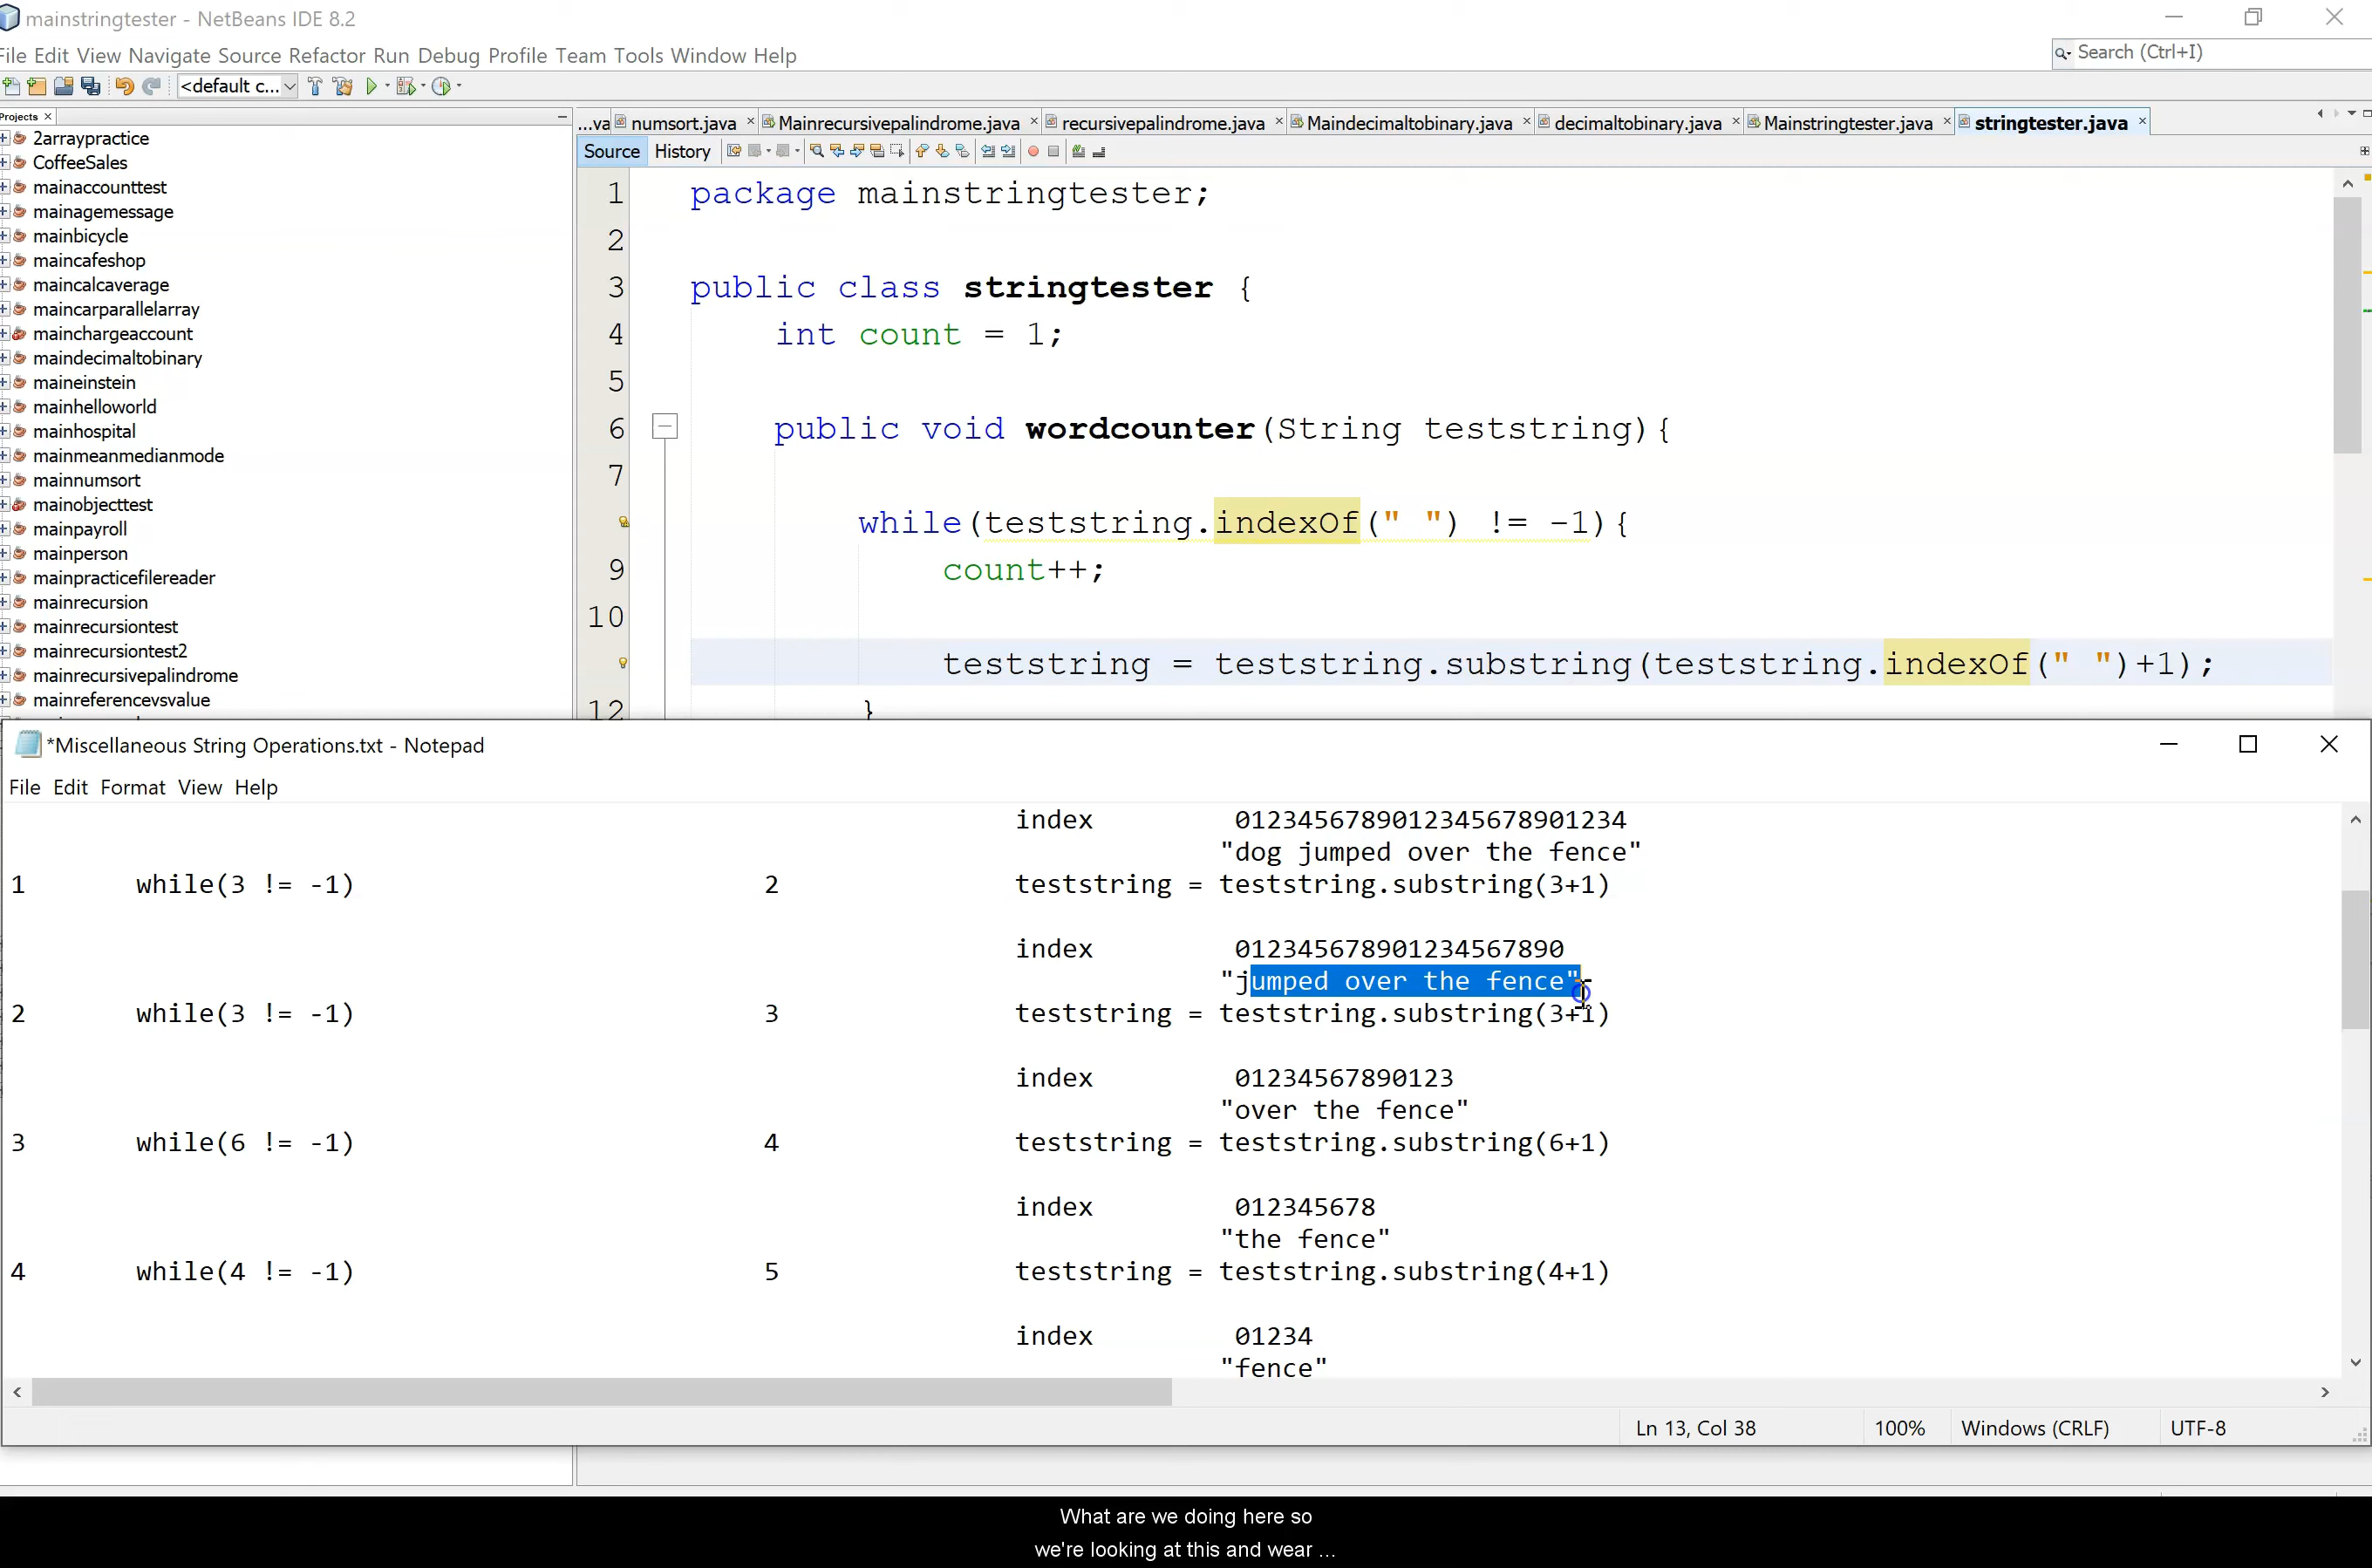 mainstringtester - NetBeans IDE 8.2
File Edit View Navigate Source Refactor Run Debug Profile Team Tools Window Help
Search (Ctrl+I)
<default c...
Projects
...va numsort.java Mainrecursivepalindrome.java recursivepalindrome.java Maindecimaltobinary.java decimaltobinary.java Mainstringtester.java stringtester.java
Source History
2arraypractice
CoffeeSales
mainaccounttest
mainagemessage
mainbicycle
maincafeshop
maincalcaverage
maincarparallelarray
mainchargeaccount
maindecimaltobinary
maineinstein
mainhelloworld
mainhospital
mainmeanmedianmode
mainnumsort
mainobjecttest
mainpayroll
mainperson
mainpracticefilereader
mainrecursion
mainrecursiontest
mainrecursiontest2
mainrecursivepalindrome
mainreferencevsvalue
1 package mainstringtester;
2
3 public class stringtester {
4 int count = 1;
5
6 public void wordcounter(String teststring){
7
while(teststring.indexOf(" ") != -1){
9 count++;
10
teststring = teststring.substring(teststring.indexOf(" ")+1);
12 }
*Miscellaneous String Operations.txt - Notepad
File Edit Format View Help
index 0123456789012345678901234
"dog jumped over the fence"
1 while(3 != -1) 2 teststring = teststring.substring(3+1)
index 012345678901234567890
"jumped over the fence"
2 while(3 != -1) 3 teststring = teststring.substring(3+1)
index 01234567890123
"over the fence"
3 while(6 != -1) 4 teststring = teststring.substring(6+1)
index 012345678
"the fence"
4 while(4 != -1) 5 teststring = teststring.substring(4+1)
index 01234
"fence"
Ln 13, Col 38 100% Windows (CRLF) UTF-8
What are we doing here so
we're looking at this and wear ...